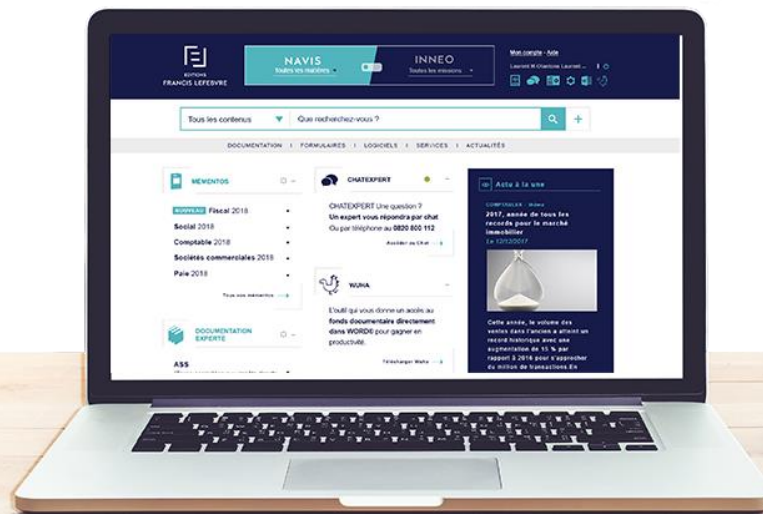 EDITIONS
FRANCIS LEFEBVRE
NAVIS
Toutes les matières
INNEO
Toutes les missions
Mon compte - Aide
Tous les contenus
Que recherchez-vous ?
DOCUMENTATION | FORMULAIRES | LOGICIELS | SERVICES | ACTUALITÉS
MÉMENTOS
NOUVEAU Fiscal 2018
Social 2018
Comptable 2018
Sociétés commerciales 2018
Paie 2018
Tous vos mémentos
DOCUMENTATION
EXPERTE
ASS
CHATEXPERT
CHATEXPERT Une question ?
Un expert vous répondra par chat
Ou par téléphone au 0820 800 112
Accéder au Chat
WUHA
L'outil qui vous donne un accès au
fonds documentaire directement
dans WORD® pour gagner en
productivité.
Télécharger Wuha
Actu à la une
2017, année de tous les
records pour le marché
immobilier
Le 13/12/2017
Cette année, le volume des
ventes dans l'ancien a atteint un
record historique avec une
augmentation de 15 % par
rapport à 2016 pour s'approcher
du million de transactions.En